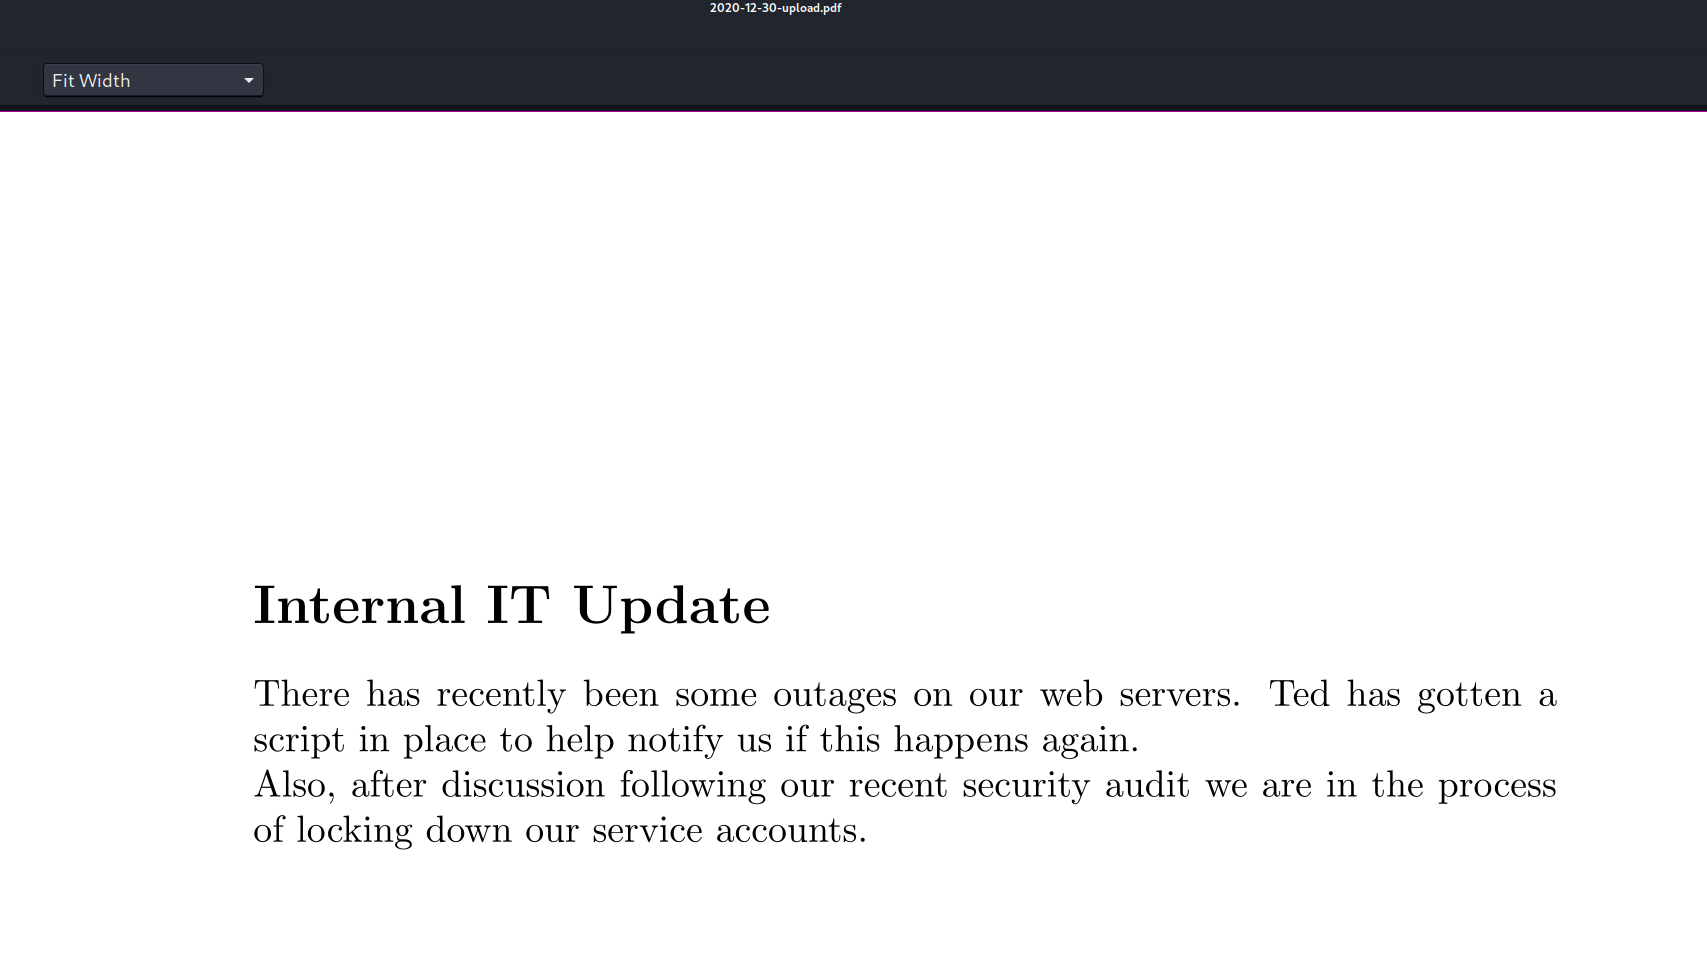 2020-12-30-upload.pdf
Fit Width
Internal IT Update
There has recently been some outages on our web servers. Ted has gotten a
script in place to help notify us if this happens again.
Also, after discussion following our recent security audit we are in the process
of locking down our service accounts.